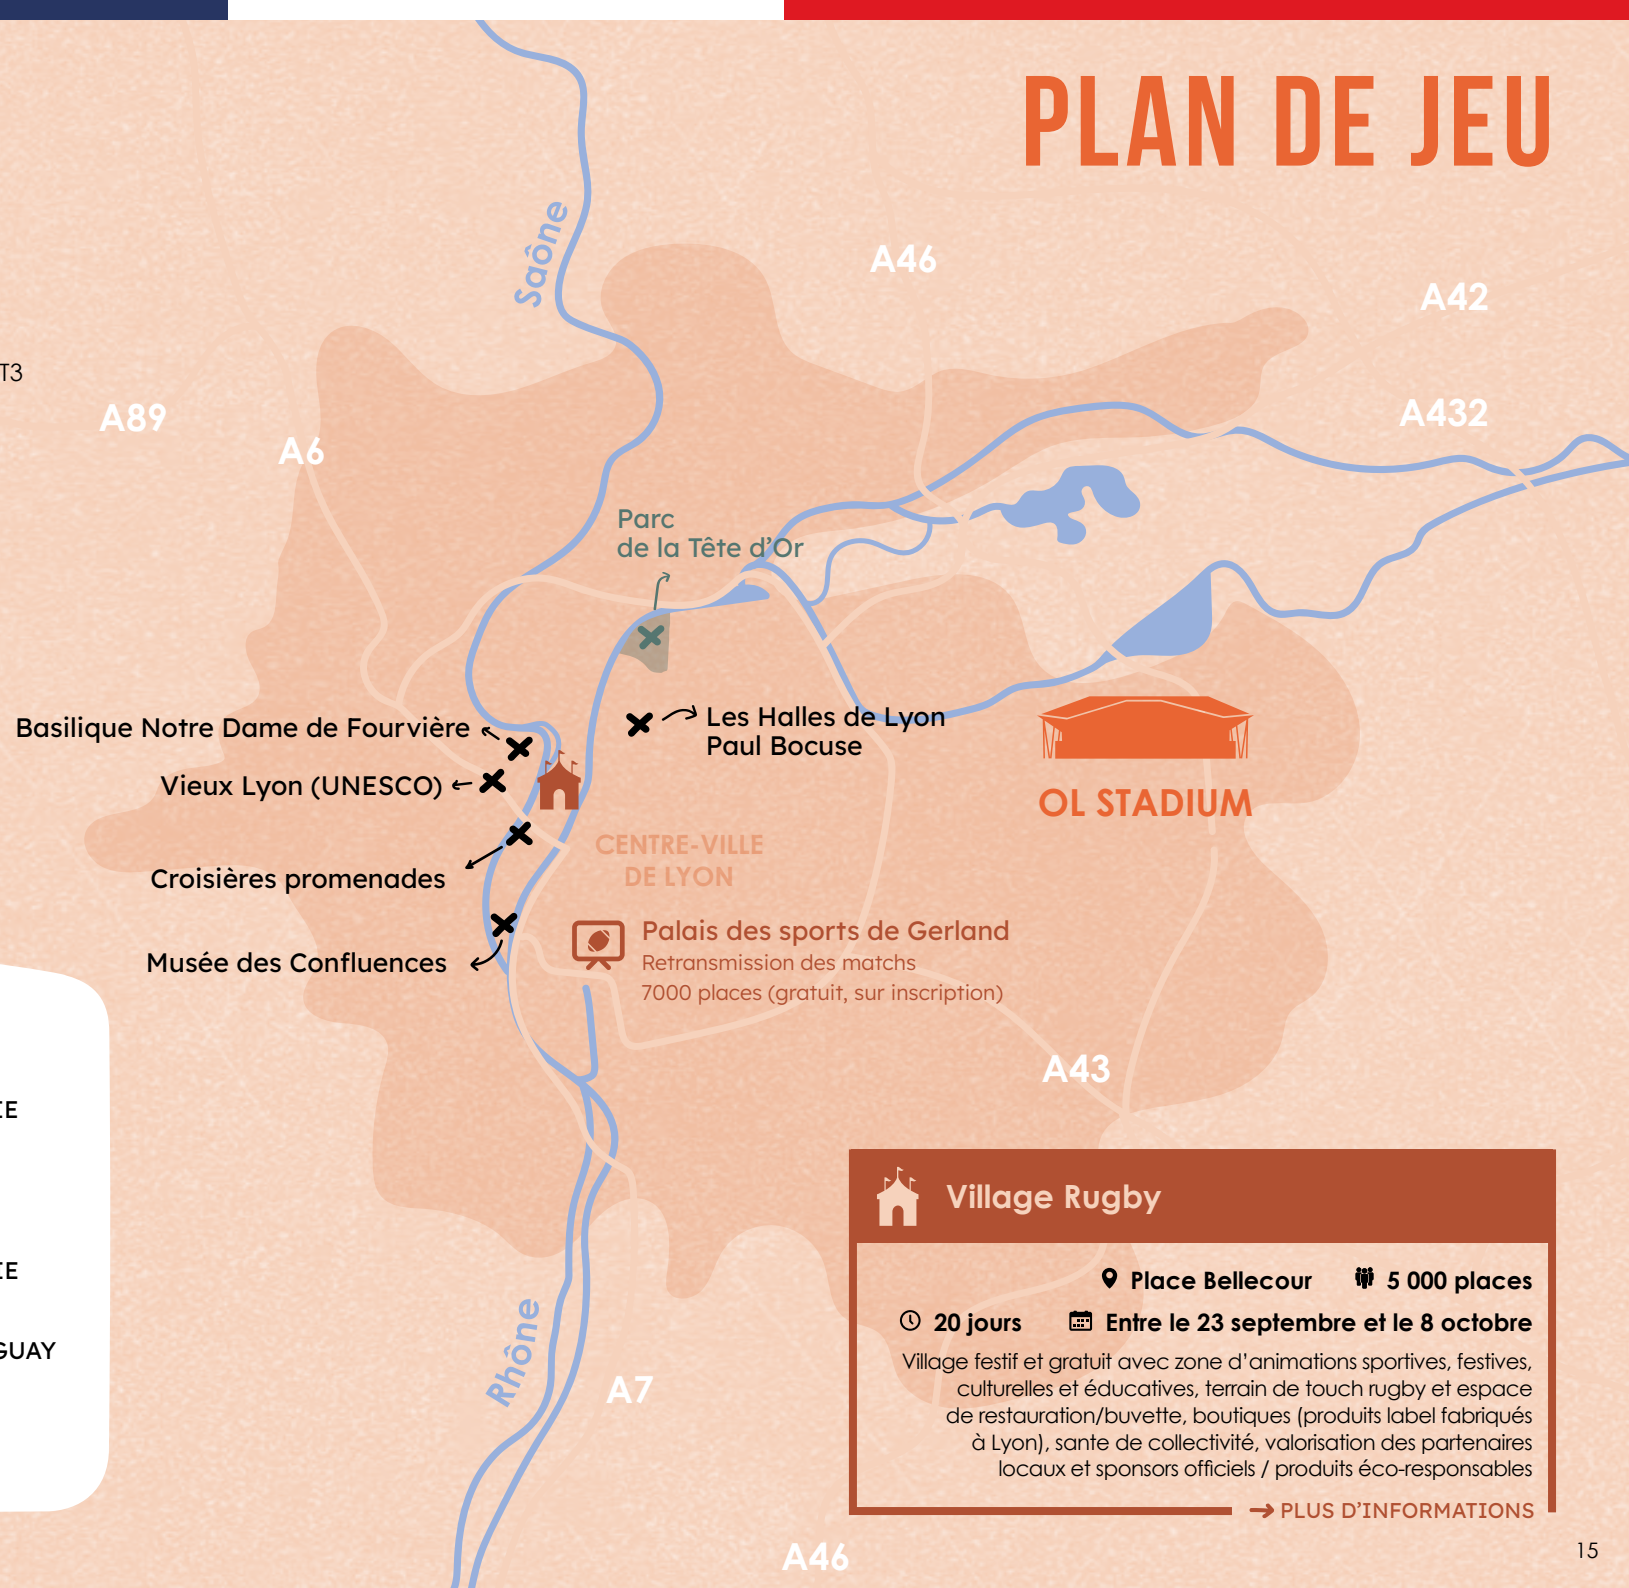 PLAN DE JEU
Saône
A46
A42
T3
A89
A432
A6
Parc
de la Tête d’Or
Basilique Notre Dame de Fourvière
Les Halles de Lyon
Paul Bocuse
Vieux Lyon (UNESCO)
OL STADIUM
CENTRE-VILLE
DE LYON
Croisières promenades
Palais des sports de Gerland
Retransmission des matchs
7000 places (gratuit, sur inscription)
Musée des Confluences
A43
Village Rugby
Place Bellecour 5 000 places
20 jours Entre le 23 septembre et le 8 octobre
Village festif et gratuit avec zone d’animations sportives, festives,
culturelles et éducatives, terrain de touch rugby et espace
de restauration/buvette, boutiques (produits label fabriqués
à Lyon), sante de collectivité, valorisation des partenaires
locaux et sponsors officiels / produits éco-responsables
PLUS D’INFORMATIONS
GUAY
Rhône
A7
A46
15